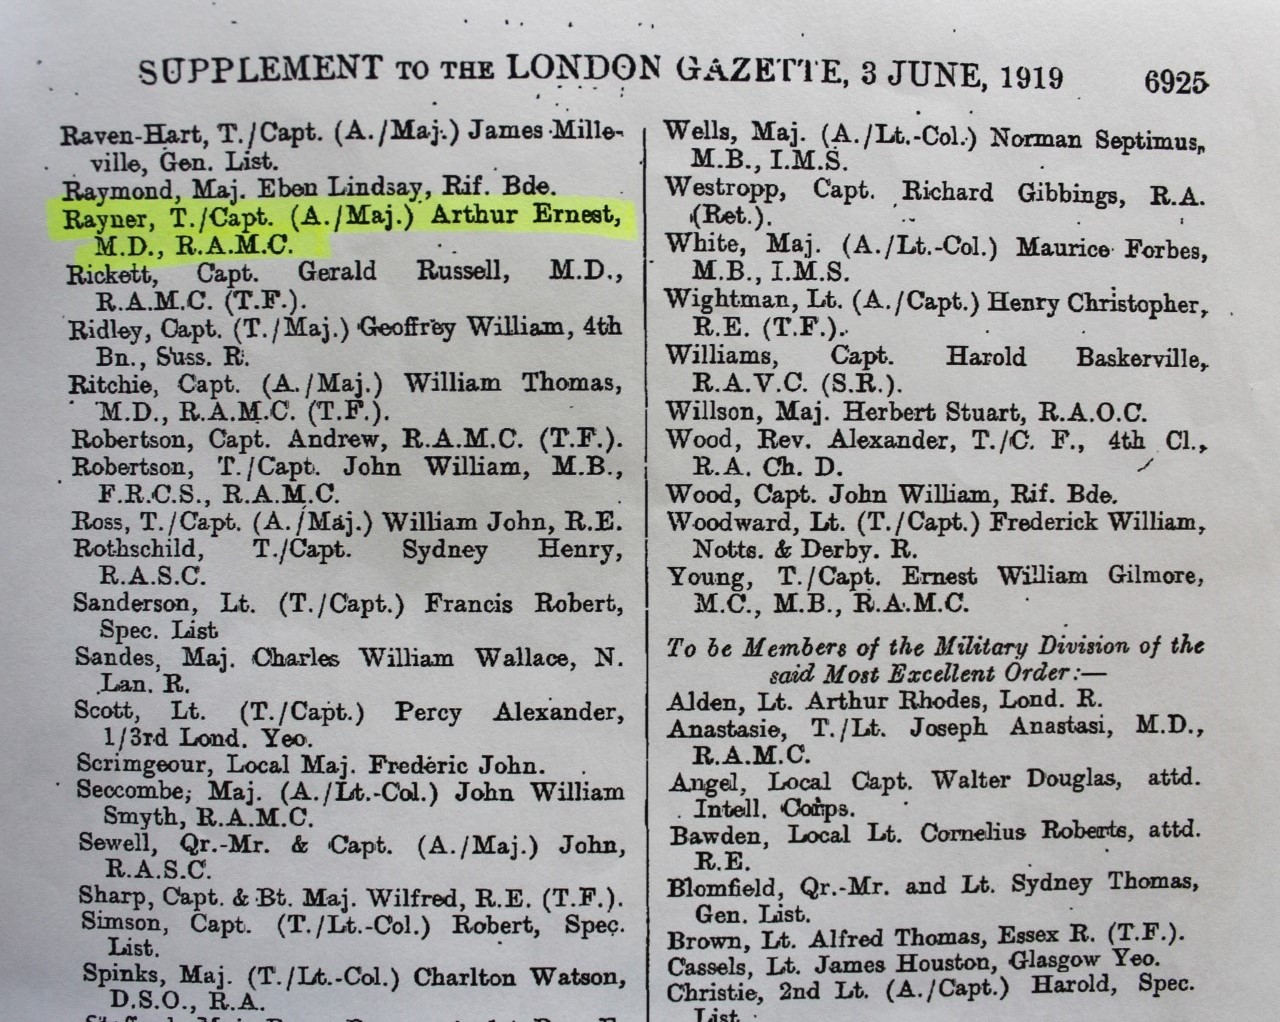 SUPPLEMENT TO THE LONDON GAZETTE, 3 JUNE, 1919 6925
Raven-Hart, T./Capt. (A./Maj.) James Mille-
ville, Gen. List.
Raymond, Maj. Eben Lindsay, Rif. Bde.
Rayner, T./Capt. (A./Maj.) Arthur Ernest,
M.D., R.A.M.C.
Rickett, Capt. Gerald Russell, M.D.,
R.A.M.C. (T.F.).
Ridley, Capt. (T./Maj.) Geoffrey William, 4th
Bn., Suss. R.
Ritchie, Capt. (A./Maj.) William Thomas,
M.D., R.A.M.C. (T.F.).
Robertson, Capt. Andrew, R.A.M.C. (T.F.).
Robertson, T./Capt. John William, M.B.,
F.R.C.S., R.A.M.C.
Ross, T./Capt. (A./Maj.) William John, R.E.
Rothschild, T./Capt. Sydney Henry,
R.A.S.C.
Sanderson, Lt. (T./Capt.) Francis Robert,
Spec. List
Sandes, Maj. Charles William Wallace, N.
Lan. R.
Scott, Lt. (T./Capt.) Percy Alexander,
1/3rd Lond. Yeo.
Scrimgeour, Local Maj. Frederic John.
Seccombe, Maj. (A./Lt.-Col.) John William
Smyth, R.A.M.C.
Sewell, Qr.-Mr. & Capt. (A./Maj.) John,
R.A.S.C.
Sharp, Capt. & Bt. Maj. Wilfred, R.E. (T.F.).
Simson, Capt. (T./Lt.-Col.) Robert, Spec.
List.
Spinks, Maj. (T./Lt.-Col.) Charlton Watson,
D.S.O., R.A.
Wells, Maj. (A./Lt.-Col.) Norman Septimus,
M.B., I.M.S.
Westropp, Capt. Richard Gibbings, R.A.
(Ret.).
White, Maj. (A./Lt.-Col.) Maurice Forbes,
M.B., I.M.S.
Wightman, Lt. (A./Capt.) Henry Christopher,
R.E. (T.F.).
Williams, Capt. Harold Baskerville,
R.A.V.C. (S.R.).
Willson, Maj. Herbert Stuart, R.A.O.C.
Wood, Rev. Alexander, T./C. F., 4th Cl.,
R.A. Ch. D.
Wood, Capt. John William, Rif. Bde.
Woodward, Lt. (T./Capt.) Frederick William,
Notts. & Derby. R.
Young, T./Capt. Ernest William Gilmore,
M.C., M.B., R.A.M.C.
To be Members of the Military Division of the
said Most Excellent Order:—
Alden, Lt. Arthur Rhodes, Lond. R.
Anastasie, T./Lt. Joseph Anastasi, M.D.,
R.A.M.C.
Angel, Local Capt. Walter Douglas, attd.
Intell. Corps.
Bawden, Local Lt. Cornelius Roberts, attd.
R.E.
Blomfield, Qr.-Mr. and Lt. Sydney Thomas,
Gen. List.
Brown, Lt. Alfred Thomas, Essex R. (T.F.).
Cassels, Lt. James Houston, Glasgow Yeo.
Christie, 2nd Lt. (A./Capt.) Harold, Spec.
List.